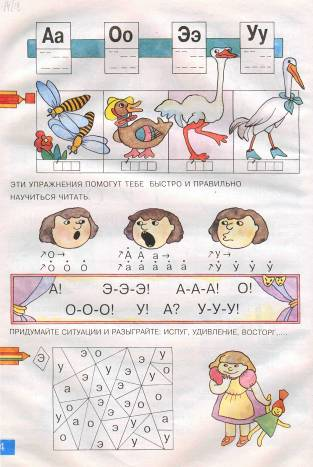 Аа Оо Ээ Уу
ЭТИ УПРАЖНЕНИЯ ПОМОГУТ ТЕБЕ БЫСТРО И ПРАВИЛЬНО
НАУЧИТЬСЯ ЧИТАТЬ.
↗О→ ↗А А а→ ↗У→
↗о о о ↗а а а а ↗у у у у
А! Э-Э-Э! А-А-А! О!
О-О-О! У! А? У-У-У!
ПРИДУМАЙТЕ СИТУАЦИИ И РАЗЫГРАЙТЕ: ИСПУГ, УДИВЛЕНИЕ, ВОСТОРГ,...
Э
4